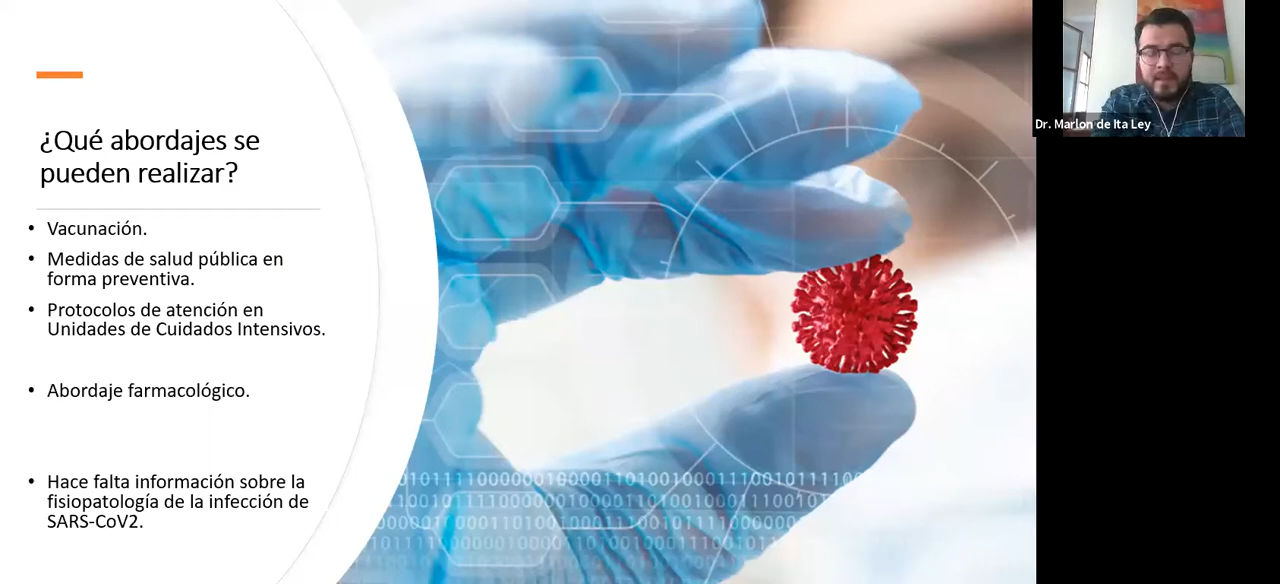 ¿Qué abordajes se
pueden realizar?
• Vacunación.
• Medidas de salud pública en
forma preventiva.
• Protocolos de atención en
Unidades de Cuidados Intensivos.
• Abordaje farmacológico.
• Hace falta información sobre la
fisiopatología de la infección de
SARS-CoV2.
Dr. Marlon de Ita Ley